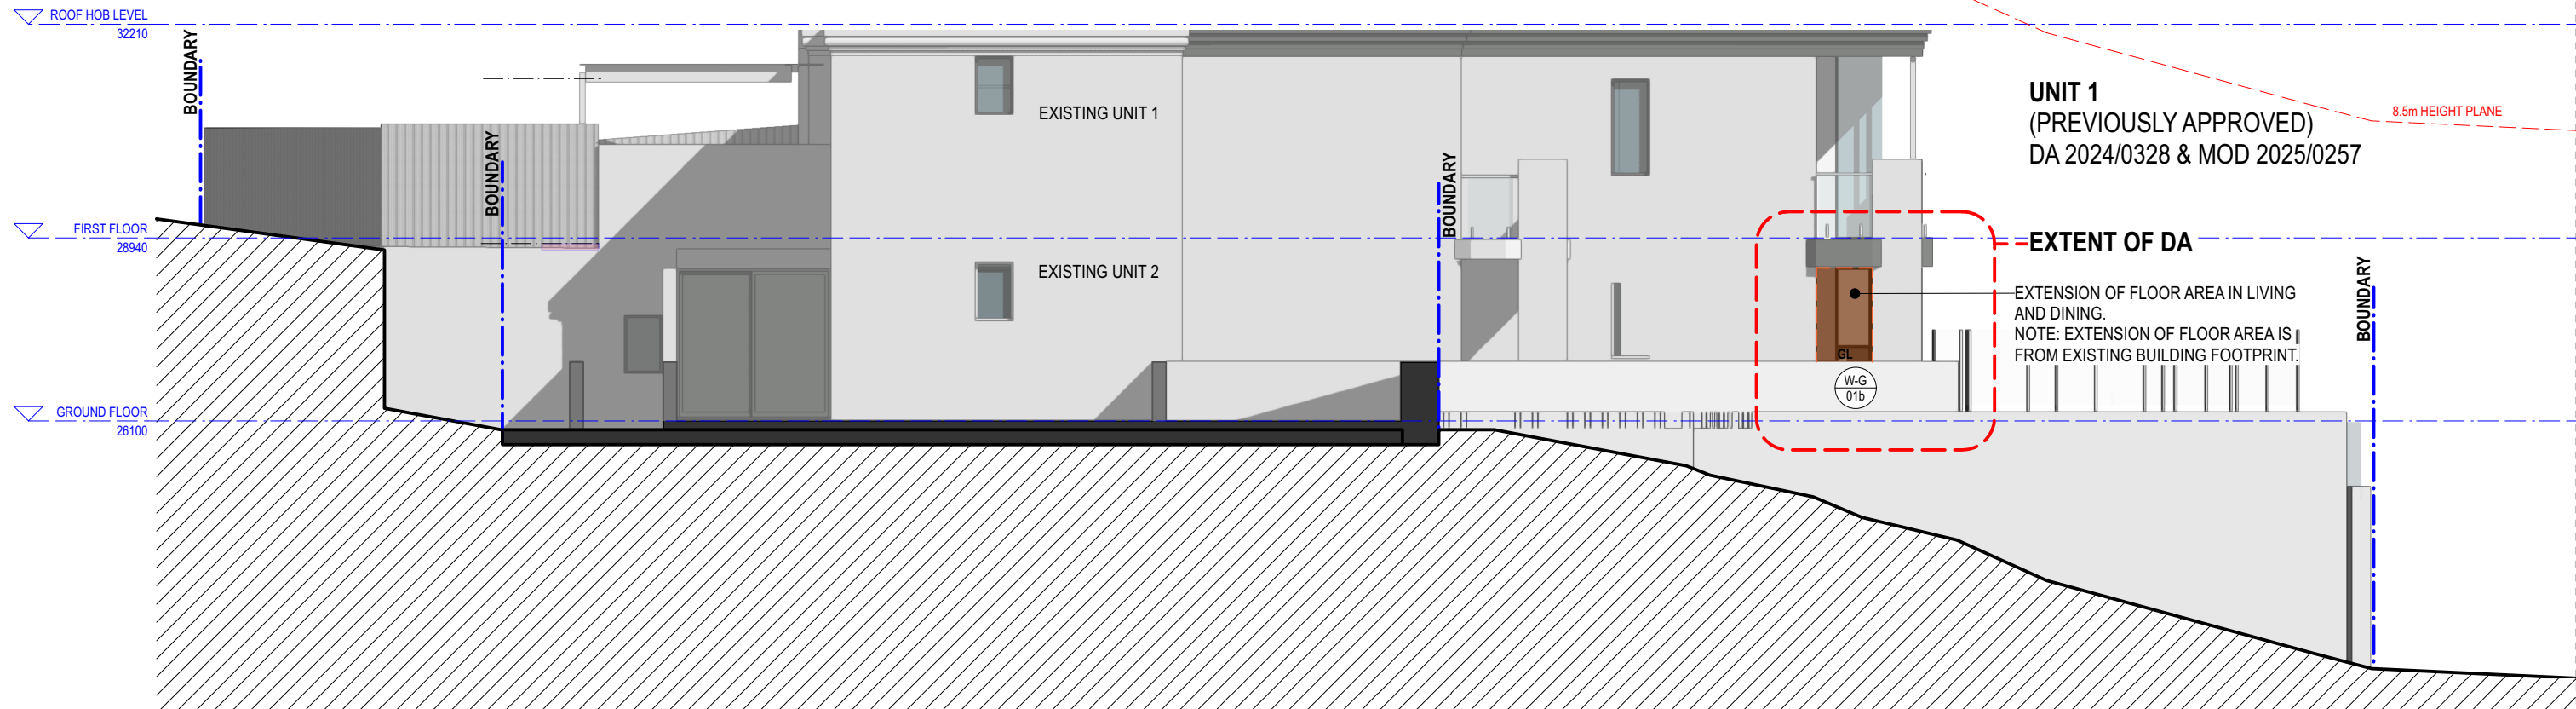 ROOF HOB LEVEL
32210
BOUNDARY
BOUNDARY
EXISTING UNIT 1
BOUNDARY
UNIT 1
(PREVIOUSLY APPROVED)
DA 2024/0328 & MOD 2025/0257
8.5m HEIGHT PLANE
FIRST FLOOR
28940
EXISTING UNIT 2
EXTENT OF DA
EXTENSION OF FLOOR AREA IN LIVING
AND DINING.
NOTE: EXTENSION OF FLOOR AREA IS
FROM EXISTING BUILDING FOOTPRINT.
BOUNDARY
GL
W-G
01b
GROUND FLOOR
26100